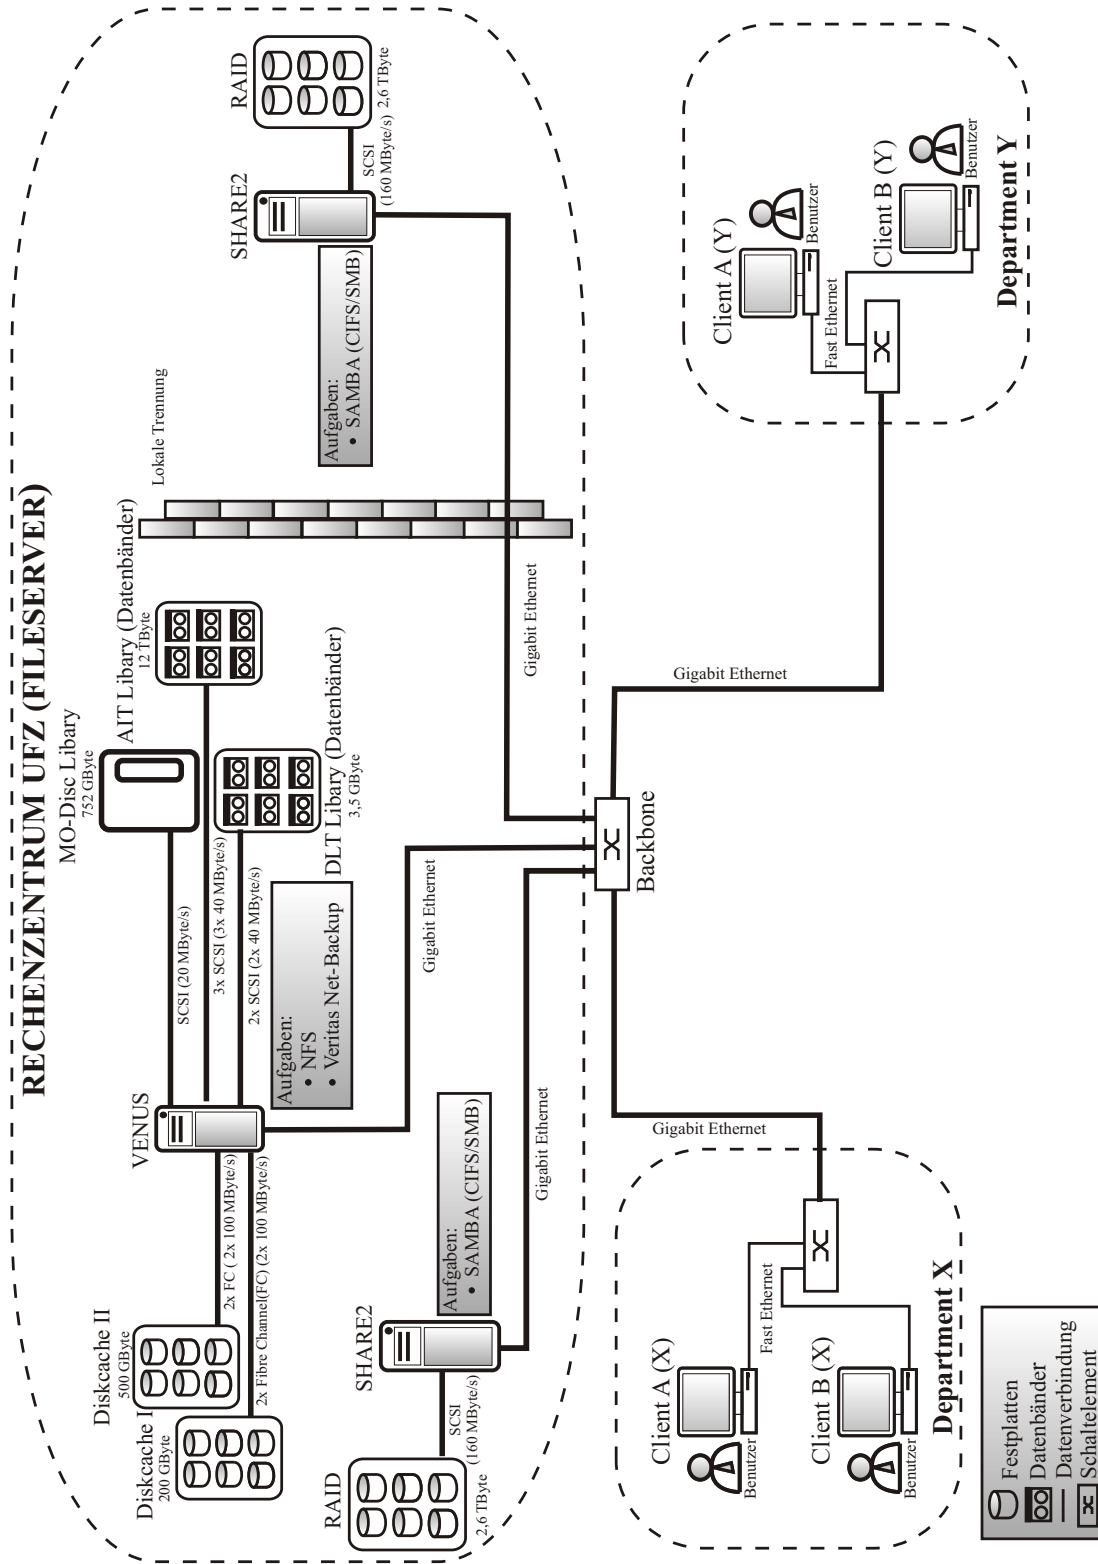 RECHENZENTRUM UFZ (FILESERVER)
MO-Disc Libary
752 GByte
AIT Libary (Datenbänder)
12 TByte
Lokale Trennung
RAID
2,6 TByte
SCSI
(160 MByte/s)
SHARE2
Aufgaben:
• SAMBA (CIFS/SMB)
Diskcache II
500 GByte
Diskcache I
200 GByte
2x FC ( 2x 100 MByte/s)
2x Fibre Channel(FC) (2x 100 MByte/s)
VENUS
SCSI (20 MByte/s)
3x SCSI (3x 40 MByte/s)
2x SCSI (2x 40 MByte/s)
DLT Libary (Datenbänder)
3,5 GByte
Aufgaben:
• NFS
• Veritas Net-Backup
Gigabit Ethernet
Gigabit Ethernet
RAID
2,6 TByte
SCSI
(160 MByte/s)
SHARE2
Aufgaben:
• SAMBA (CIFS/SMB)
Gigabit Ethernet
Backbone
Gigabit Ethernet
Gigabit Ethernet
Client A (X)
Benutzer
Fast Ethernet
Client B (X)
Benutzer
Department X
Client A (Y)
Benutzer
Fast Ethernet
Client B (Y)
Benutzer
Department Y
Festplatten
Datenbänder
Datenverbindung
Schaltelement